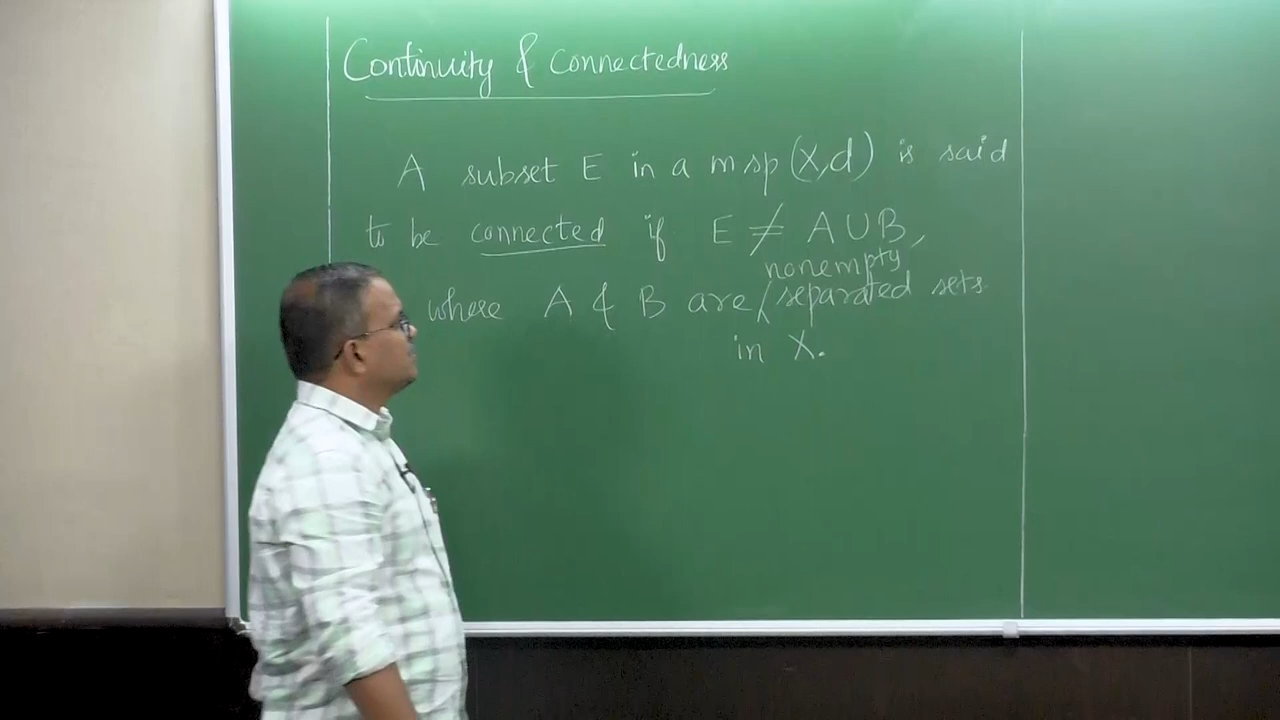 Continuity & Connectedness
A subset E in a m sp (X,d) is said
to be connected if E ≠ A ∪ B,
nonempty
where A & B are / separated sets
in X.